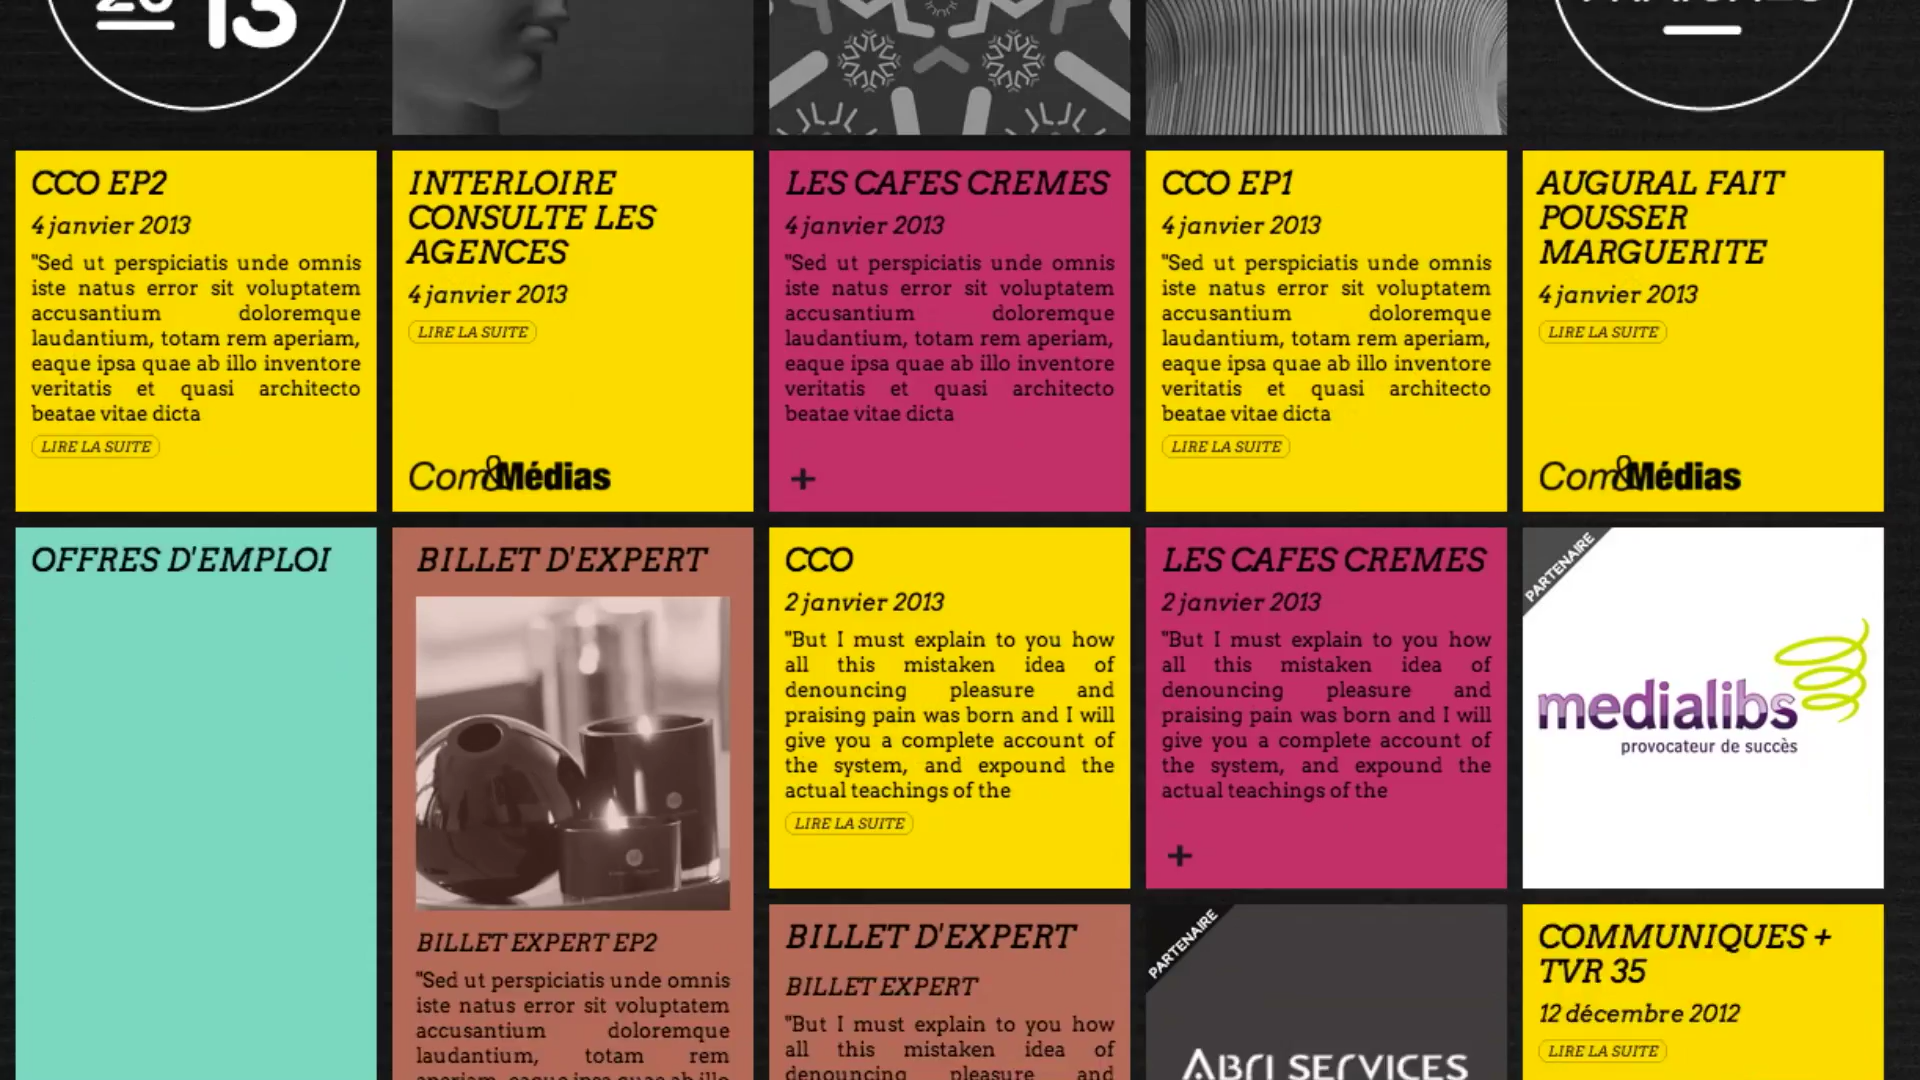 13
CCO EP2
4 janvier 2013
"Sed ut perspiciatis unde omnis
iste natus error sit voluptatem
accusantium doloremque
laudantium, totam rem aperiam,
eaque ipsa quae ab illo inventore
veritatis et quasi architecto
beatae vitae dicta
LIRE LA SUITE
INTERLOIRE
CONSULTE LES
AGENCES
4 janvier 2013
LIRE LA SUITE
Com&Médias
LES CAFES CREMES
4 janvier 2013
"Sed ut perspiciatis unde omnis
iste natus error sit voluptatem
accusantium doloremque
laudantium, totam rem aperiam,
eaque ipsa quae ab illo inventore
veritatis et quasi architecto
beatae vitae dicta
+
CCO EP1
4 janvier 2013
"Sed ut perspiciatis unde omnis
iste natus error sit voluptatem
accusantium doloremque
laudantium, totam rem aperiam,
eaque ipsa quae ab illo inventore
veritatis et quasi architecto
beatae vitae dicta
LIRE LA SUITE
AUGURAL FAIT
POUSSER
MARGUERITE
4 janvier 2013
LIRE LA SUITE
Com&Médias
OFFRES D'EMPLOI
BILLET D'EXPERT
BILLET EXPERT EP2
"Sed ut perspiciatis unde omnis
iste natus error sit voluptatem
accusantium doloremque
laudantium, totam rem
aperiam, eaque ipsa quae ab illo
CCO
2 janvier 2013
"But I must explain to you how
all this mistaken idea of
denouncing pleasure and
praising pain was born and I will
give you a complete account of
the system, and expound the
actual teachings of the
LIRE LA SUITE
LES CAFES CREMES
2 janvier 2013
"But I must explain to you how
all this mistaken idea of
denouncing pleasure and
praising pain was born and I will
give you a complete account of
the system, and expound the
actual teachings of the
+
PARTENAIRE
medialibs
provocateur de succès
BILLET D'EXPERT
BILLET EXPERT
"But I must explain to you how
all this mistaken idea of
denouncing pleasure and
PARTENAIRE
ABRI SERVICES
COMMUNIQUES +
TVR 35
12 décembre 2012
LIRE LA SUITE